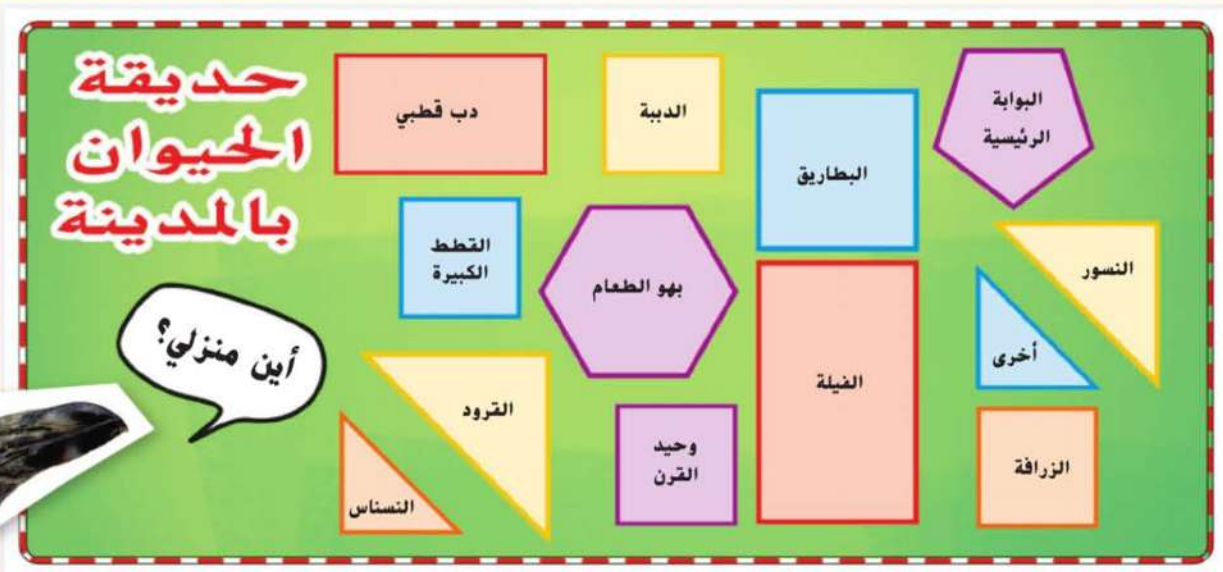 حديقة
الحيوان
بالمدينة
البوابة
الرئيسية
البطاريق
الدببة
دب قطبي
النسور
أخرى
الزرافة
الفيلة
بهو الطعام
وحيد
القرن
القطط
الكبيرة
القرود
النسناس
أين منزلي؟